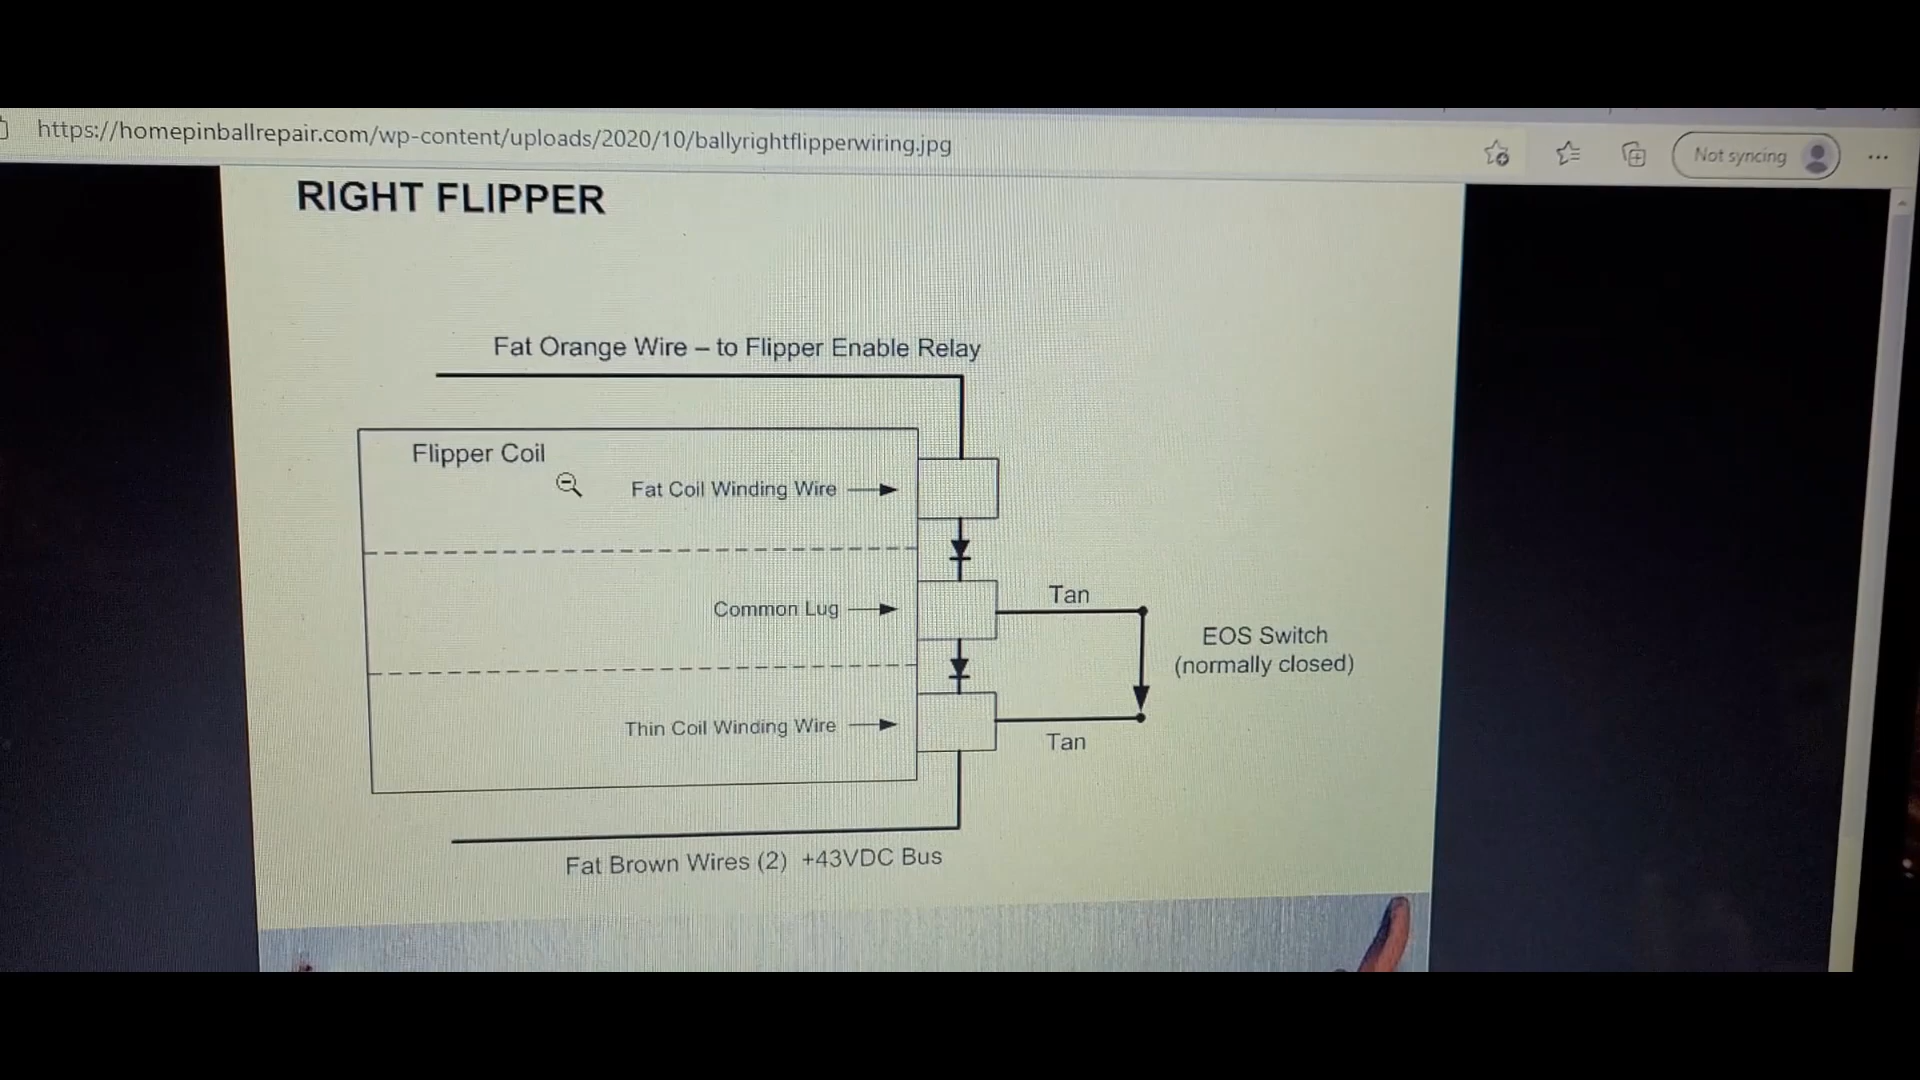 https://homepinballrepair.com/wp-content/uploads/2020/10/ballyrightflipperwiring.jpg
Not syncing
RIGHT FLIPPER
Fat Orange Wire – to Flipper Enable Relay
Flipper Coil
Fat Coil Winding Wire
Tan
Common Lug
EOS Switch
(normally closed)
Thin Coil Winding Wire
Tan
Fat Brown Wires (2) +43VDC Bus